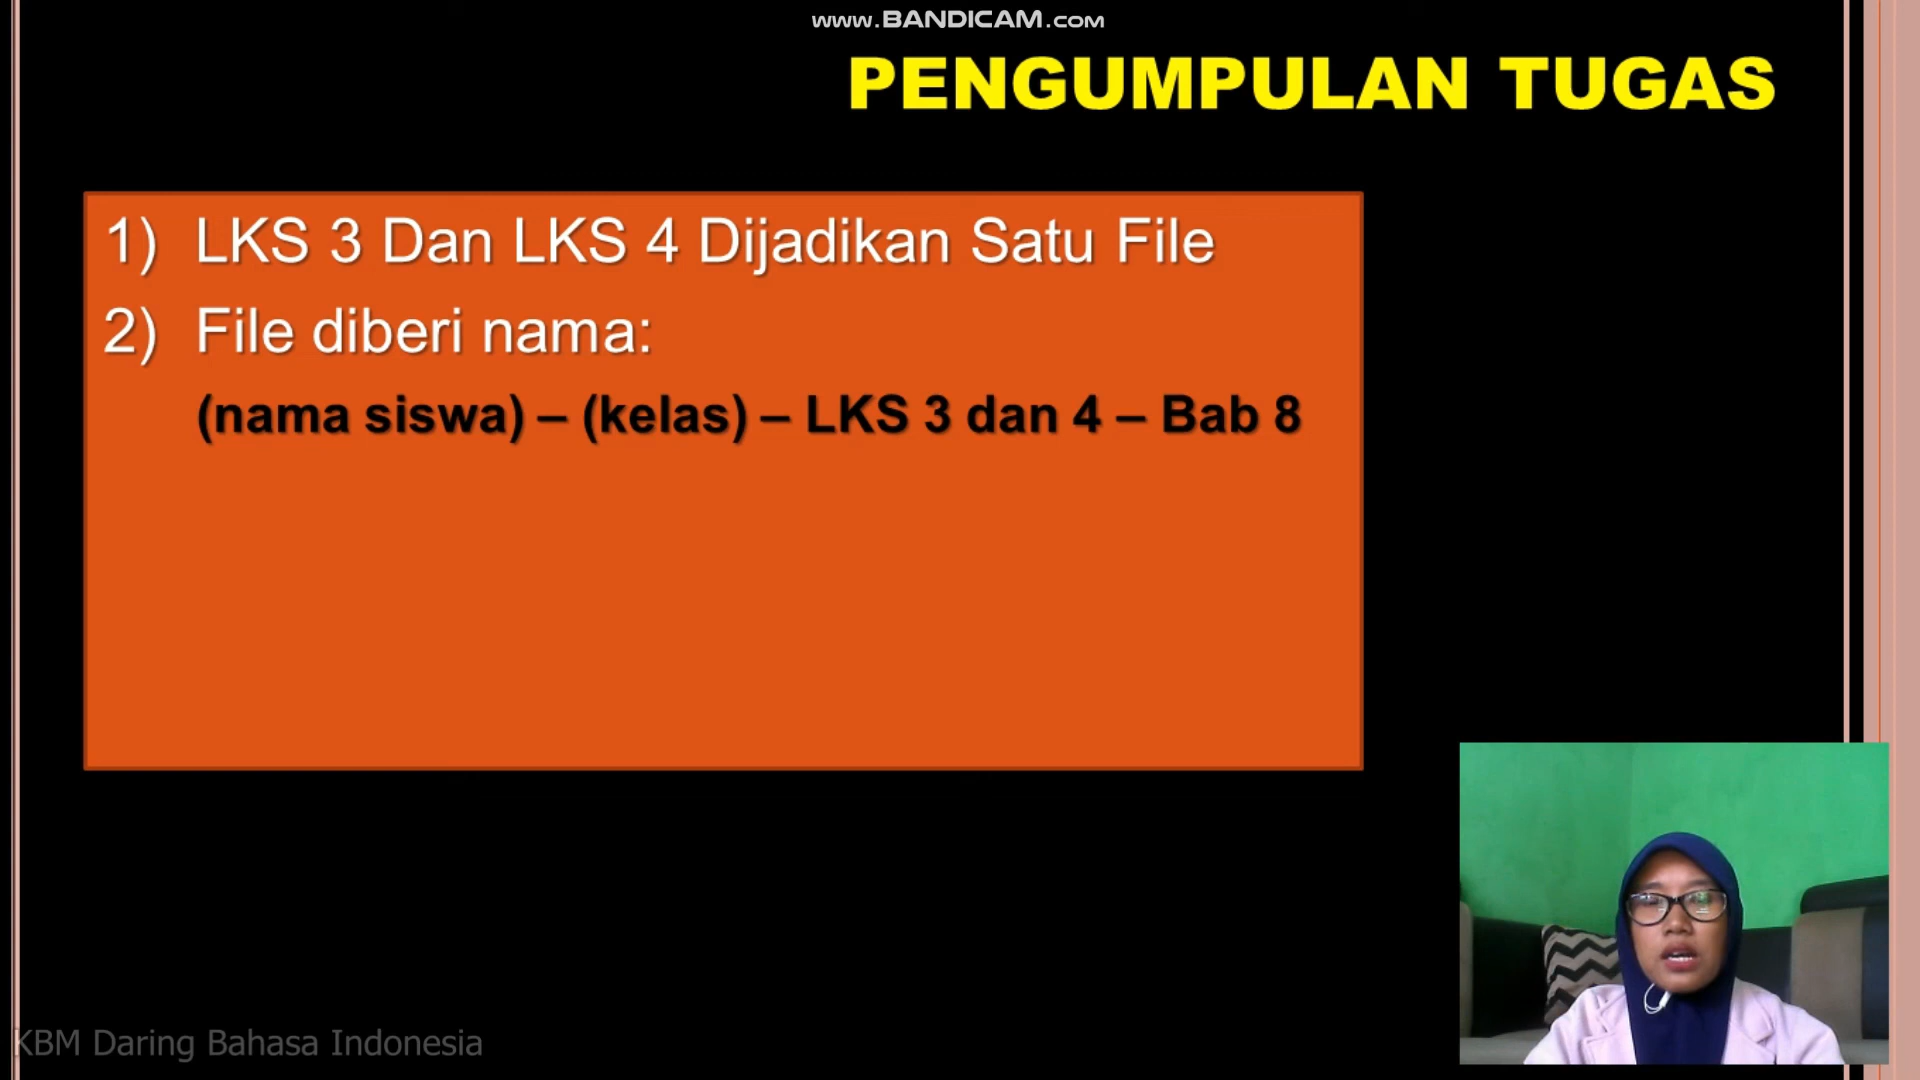 www.BANDICAM.com
PENGUMPULAN TUGAS
1) LKS 3 Dan LKS 4 Dijadikan Satu File
2) File diberi nama:
(nama siswa) – (kelas) – LKS 3 dan 4 – Bab 8
KBM Daring Bahasa Indonesia